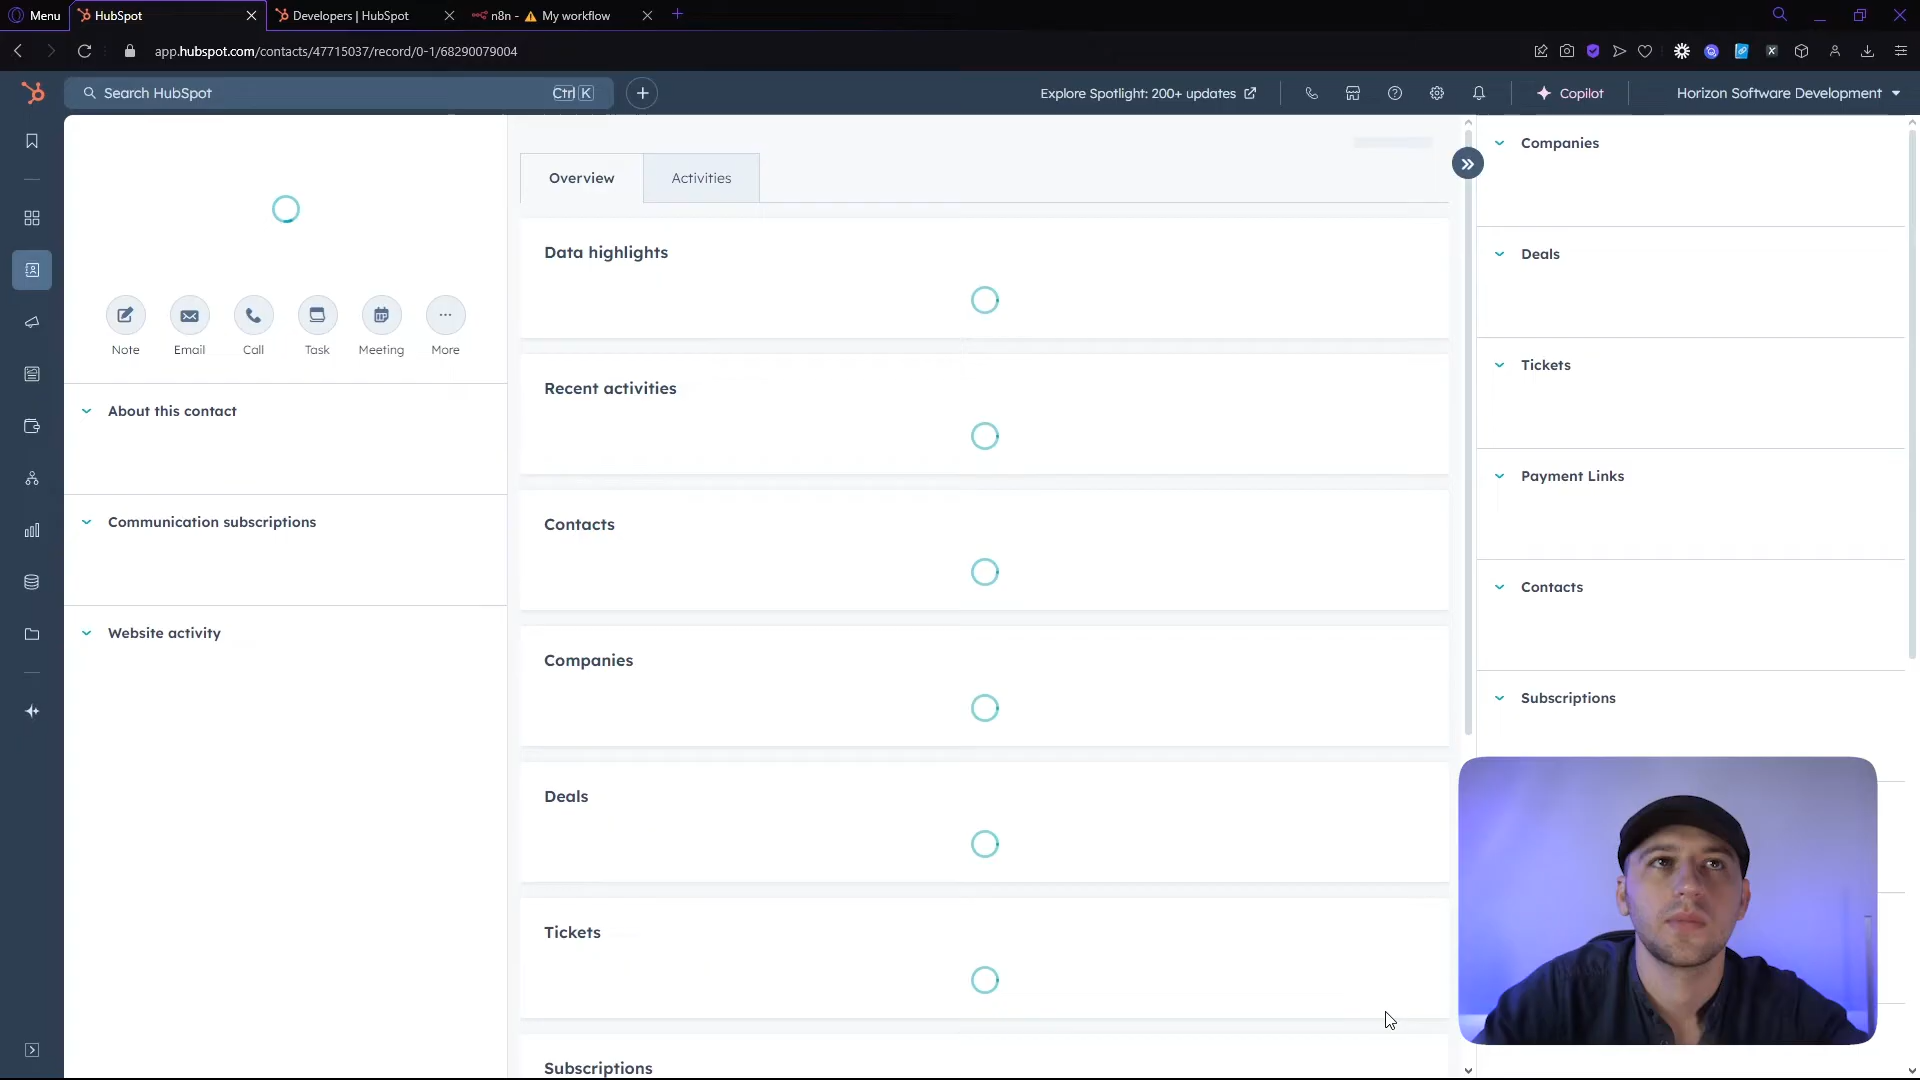 Menu
HubSpot
Developers | HubSpot
n8n - ⚠ My workflow
app.hubspot.com/contacts/47715037/record/0-1/68290079004
Search HubSpot
Ctrl K
Explore Spotlight: 200+ updates
Copilot
Horizon Software Development
Note
Email
Call
Task
Meeting
More
About this contact
Communication subscriptions
Website activity
Overview
Activities
Data highlights
Recent activities
Contacts
Companies
Deals
Tickets
Subscriptions
Companies
Deals
Tickets
Payment Links
Contacts
Subscriptions